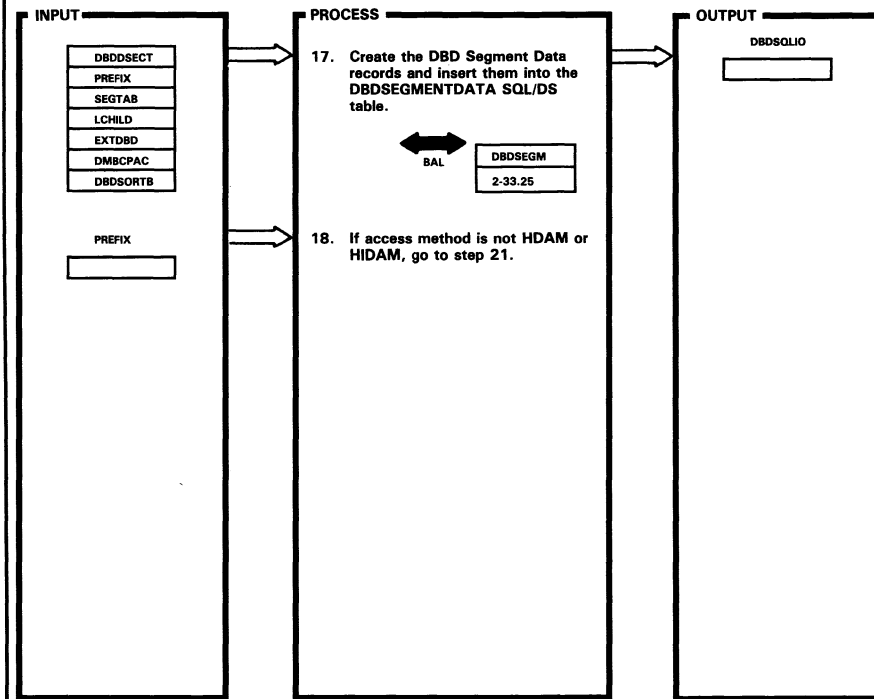 INPUT
DBDDSECT
PREFIX
SEGTAB
LCHILD
EXTDBD
DMBCPAC
DBDSORTB
PREFIX
PROCESS
17. Create the DBD Segment Data
records and insert them into the
DBDSEGMENTDATA SQL/DS
table.
BAL
DBDSEGM
2-33.25
18. If access method is not HDAM or
HIDAM, go to step 21.
OUTPUT
DBDSQLIO